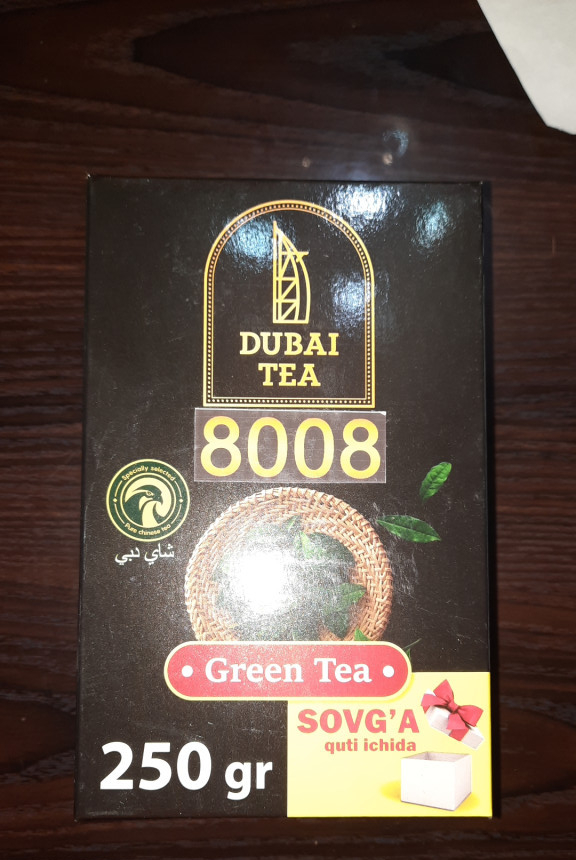 DUBAI
TEA
8008
Specially selected
Pure chinese tea
شاي دبي
Green Tea
SOVG'A
quti ichida
250 gr